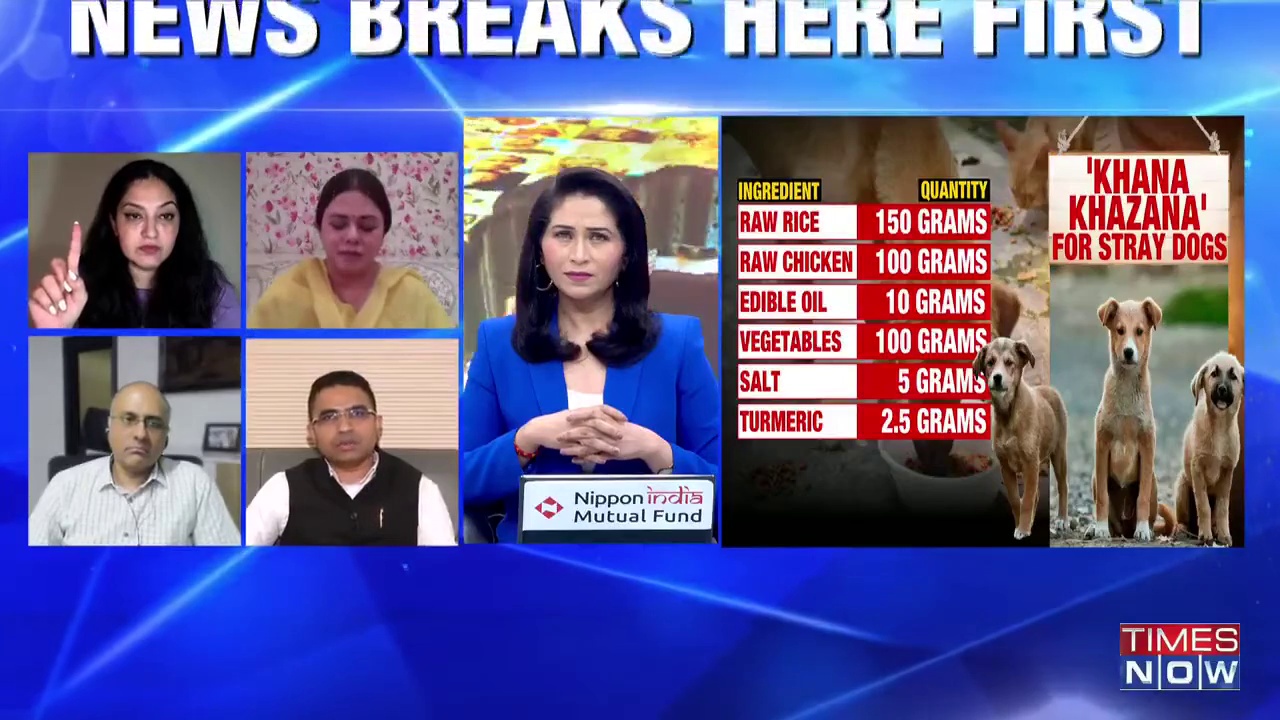 NEWS BREAKS HERE FIRST
INGREDIENT QUANTITY
RAW RICE 150 GRAMS
RAW CHICKEN 100 GRAMS
EDIBLE OIL 10 GRAMS
VEGETABLES 100 GRAMS
SALT 5 GRAMS
TURMERIC 2.5 GRAMS
'KHANA
KHAZANA'
FOR STRAY DOGS
Nippon india
Mutual Fund
TIMES
NOW